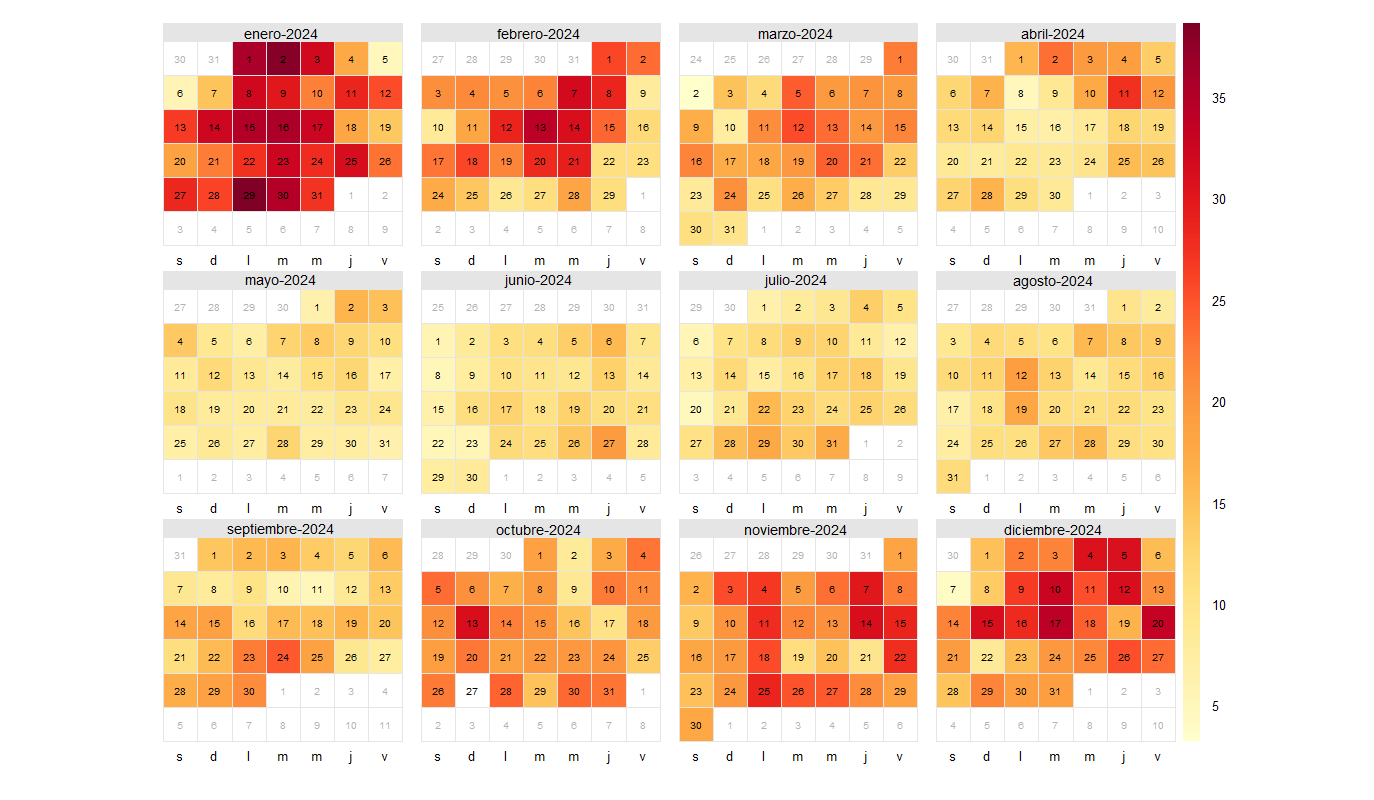 enero-2024 febrero-2024 marzo-2024 abril-2024
30 31 1 2 3 4 5 27 28 29 30 31 1 2 24 25 26 27 28 29 1 30 31 1 2 3 4 5
6 7 8 9 10 11 12 3 4 5 6 7 8 9 2 3 4 5 6 7 8 6 7 8 9 10 11 12
13 14 15 16 17 18 19 10 11 12 13 14 15 16 9 10 11 12 13 14 15 13 14 15 16 17 18 19
20 21 22 23 24 25 26 17 18 19 20 21 22 23 16 17 18 19 20 21 22 20 21 22 23 24 25 26
27 28 29 30 31 1 2 24 25 26 27 28 29 1 23 24 25 26 27 28 29 27 28 29 30 1 2 3
3 4 5 6 7 8 9 2 3 4 5 6 7 8 30 31 1 2 3 4 5 4 5 6 7 8 9 10
s d l m m j v s d l m m j v s d l m m j v s d l m m j v
mayo-2024 junio-2024 julio-2024 agosto-2024
27 28 29 30 1 2 3 25 26 27 28 29 30 31 29 30 1 2 3 4 5 27 28 29 30 31 1 2
4 5 6 7 8 9 10 1 2 3 4 5 6 7 6 7 8 9 10 11 12 3 4 5 6 7 8 9
11 12 13 14 15 16 17 8 9 10 11 12 13 14 13 14 15 16 17 18 19 10 11 12 13 14 15 16
18 19 20 21 22 23 24 15 16 17 18 19 20 21 20 21 22 23 24 25 26 17 18 19 20 21 22 23
25 26 27 28 29 30 31 22 23 24 25 26 27 28 27 28 29 30 31 1 2 24 25 26 27 28 29 30
1 2 3 4 5 6 7 29 30 1 2 3 4 5 3 4 5 6 7 8 9 31 1 2 3 4 5 6
s d l m m j v s d l m m j v s d l m m j v s d l m m j v
septiembre-2024 octubre-2024 noviembre-2024 diciembre-2024
31 1 2 3 4 5 6 28 29 30 1 2 3 4 26 27 28 29 30 31 1 30 1 2 3 4 5 6
7 8 9 10 11 12 13 5 6 7 8 9 10 11 2 3 4 5 6 7 8 7 8 9 10 11 12 13
14 15 16 17 18 19 20 12 13 14 15 16 17 18 9 10 11 12 13 14 15 14 15 16 17 18 19 20
21 22 23 24 25 26 27 19 20 21 22 23 24 25 16 17 18 19 20 21 22 21 22 23 24 25 26 27
28 29 30 1 2 3 4 26 27 28 29 30 31 1 23 24 25 26 27 28 29 28 29 30 31 1 2 3
5 6 7 8 9 10 11 2 3 4 5 6 7 8 30 1 2 3 4 5 6 4 5 6 7 8 9 10
s d l m m j v s d l m m j v s d l m m j v s d l m m j v
35
30
25
20
15
10
5